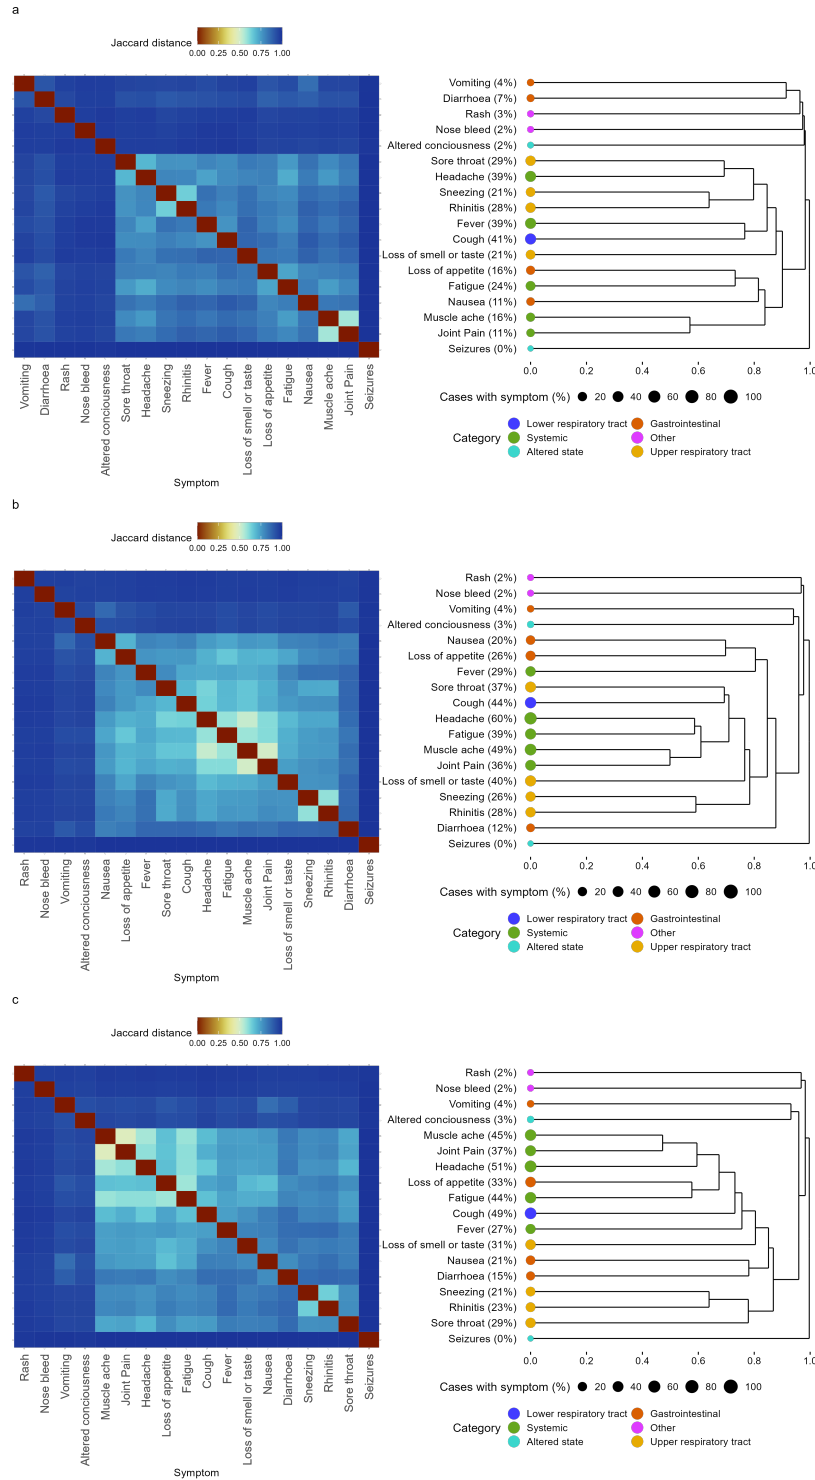 a
Jaccard distance
0.00 0.25 0.50 0.75 1.00
Vomiting (4%)
Diarrhoea (7%)
Rash (3%)
Nose bleed (2%)
Altered conciousness (2%)
Sore throat (29%)
Headache (39%)
Sneezing (21%)
Rhinitis (28%)
Fever (39%)
Cough (41%)
Loss of smell or taste (21%)
Loss of appetite (16%)
Fatigue (24%)
Nausea (11%)
Muscle ache (16%)
Joint Pain (11%)
Seizures (0%)
0.0 0.2 0.4 0.6 0.8 1.0
Vomiting
Diarrhoea
Rash
Nose bleed
Altered conciousness
Sore throat
Headache
Sneezing
Rhinitis
Fever
Cough
Loss of smell or taste
Loss of appetite
Fatigue
Nausea
Muscle ache
Joint Pain
Seizures
Symptom
Cases with symptom (%) 20 40 60 80 100
Category
Lower respiratory tract
Systemic
Altered state
Gastrointestinal
Other
Upper respiratory tract
b
Jaccard distance
0.00 0.25 0.50 0.75 1.00
Rash (2%)
Nose bleed (2%)
Vomiting (4%)
Altered conciousness (3%)
Nausea (20%)
Loss of appetite (26%)
Fever (29%)
Sore throat (37%)
Cough (44%)
Headache (60%)
Fatigue (39%)
Muscle ache (49%)
Joint Pain (36%)
Loss of smell or taste (40%)
Sneezing (26%)
Rhinitis (28%)
Diarrhoea (12%)
Seizures (0%)
0.0 0.2 0.4 0.6 0.8 1.0
Rash
Nose bleed
Vomiting
Altered conciousness
Nausea
Loss of appetite
Fever
Sore throat
Cough
Headache
Fatigue
Muscle ache
Joint Pain
Loss of smell or taste
Sneezing
Rhinitis
Diarrhoea
Seizures
Symptom
Cases with symptom (%) 20 40 60 80 100
Category
Lower respiratory tract
Systemic
Altered state
Gastrointestinal
Other
Upper respiratory tract
c
Jaccard distance
0.00 0.25 0.50 0.75 1.00
Rash (2%)
Nose bleed (2%)
Vomiting (4%)
Altered conciousness (3%)
Muscle ache (45%)
Joint Pain (37%)
Headache (51%)
Loss of appetite (33%)
Fatigue (44%)
Cough (49%)
Fever (27%)
Loss of smell or taste (31%)
Nausea (21%)
Diarrhoea (15%)
Sneezing (21%)
Rhinitis (23%)
Sore throat (29%)
Seizures (0%)
0.0 0.2 0.4 0.6 0.8 1.0
Rash
Nose bleed
Vomiting
Altered conciousness
Muscle ache
Joint Pain
Headache
Loss of appetite
Fatigue
Cough
Fever
Loss of smell or taste
Nausea
Diarrhoea
Sneezing
Rhinitis
Sore throat
Seizures
Symptom
Cases with symptom (%) 20 40 60 80 100
Category
Lower respiratory tract
Systemic
Altered state
Gastrointestinal
Other
Upper respiratory tract